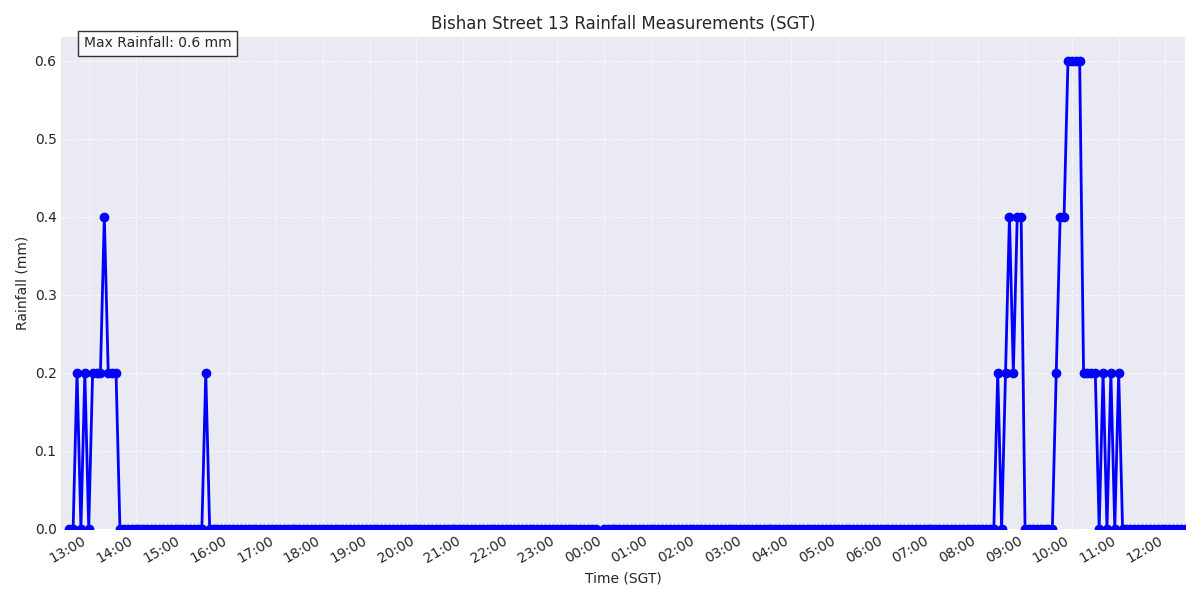 Bishan Street 13 Rainfall Measurements (SGT)
Max Rainfall: 0.6 mm
0.6
0.5
0.4
0.3
0.2
0.1
0.0
Rainfall (mm)
13:00 14:00 15:00 16:00 17:00 18:00 19:00 20:00 21:00 22:00 23:00 00:00 01:00 02:00 03:00 04:00 05:00 06:00 07:00 08:00 09:00 10:00 11:00 12:00
Time (SGT)